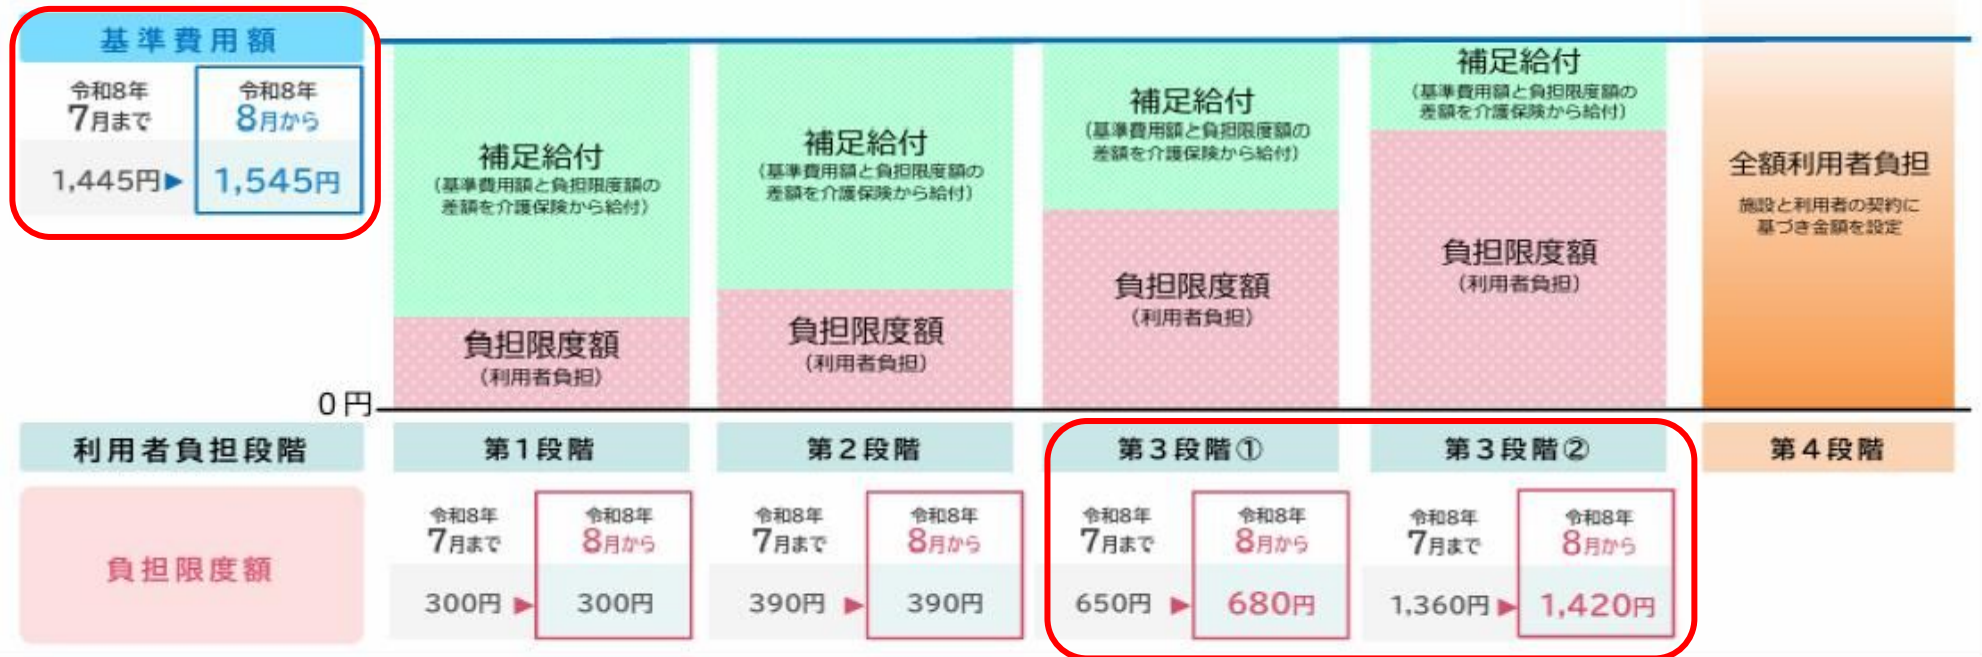 基準費用額
令和8年
7月まで
令和8年
8月から
1,445円▶
1,545円
補足給付
（基準費用額と負担限度額の
差額を介護保険から給付）
負担限度額
（利用者負担）
補足給付
（基準費用額と負担限度額の
差額を介護保険から給付）
負担限度額
（利用者負担）
補足給付
（基準費用額と負担限度額の
差額を介護保険から給付）
負担限度額
（利用者負担）
補足給付
（基準費用額と負担限度額の
差額を介護保険から給付）
負担限度額
（利用者負担）
全額利用者負担
施設と利用者の契約に
基づき金額を設定
0円
利用者負担段階
第1段階
第2段階
第3段階①
第3段階②
第4段階
負担限度額
令和8年
7月まで
300円▶
令和8年
8月から
300円
令和8年
7月まで
390円▶
令和8年
8月から
390円
令和8年
7月まで
650円▶
令和8年
8月から
680円
令和8年
7月まで
1,360円▶
令和8年
8月から
1,420円